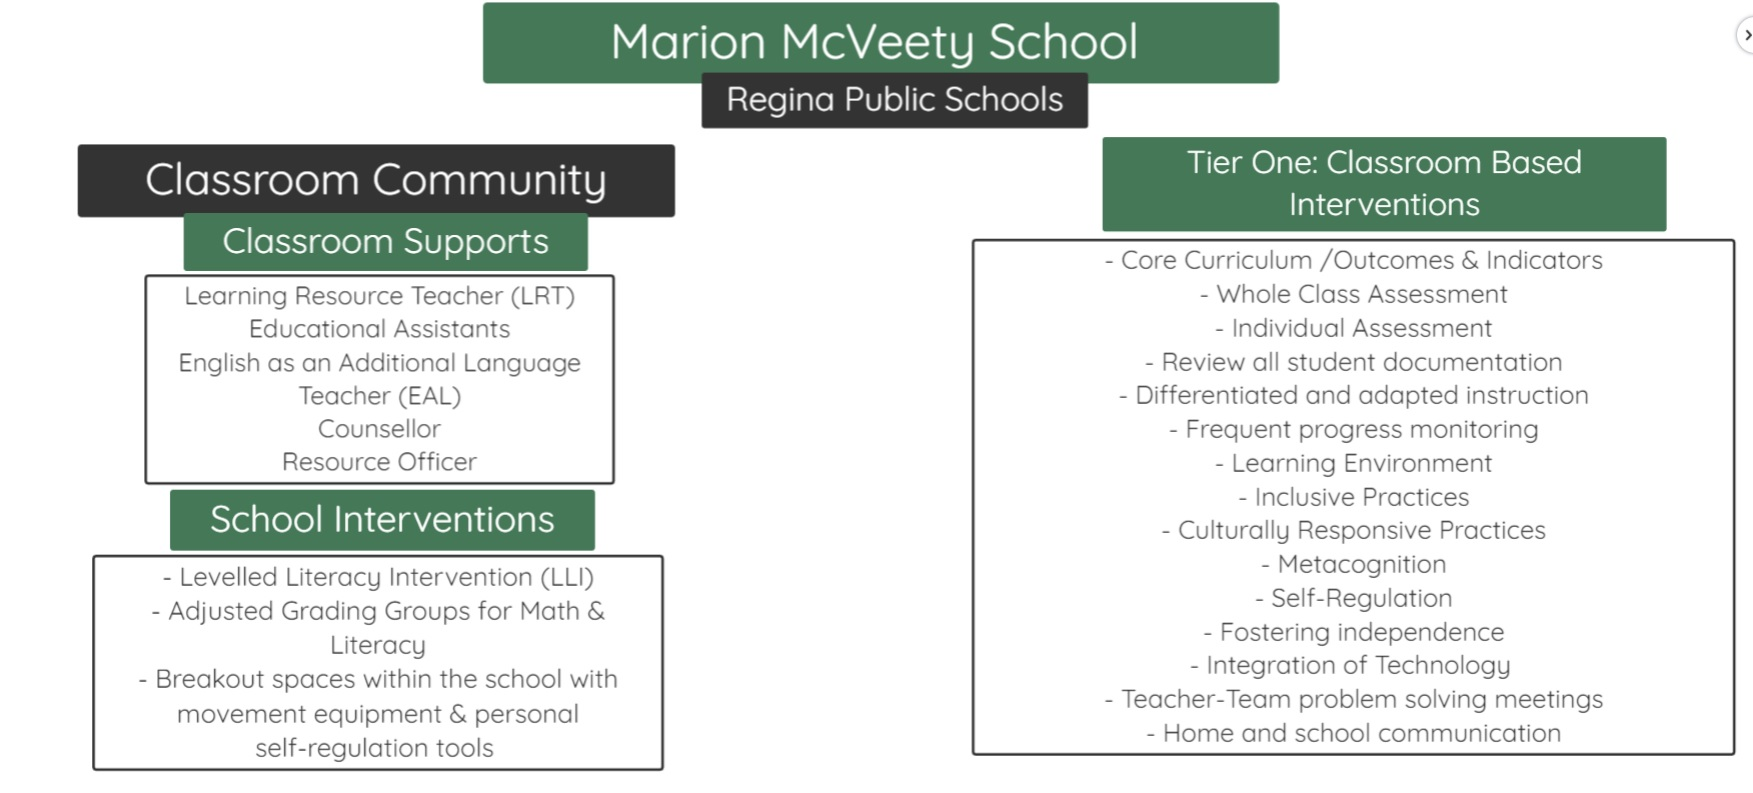 Marion McVeety School
Regina Public Schools
Classroom Community
Classroom Supports
Learning Resource Teacher (LRT)
Educational Assistants
English as an Additional Language
Teacher (EAL)
Counsellor
Resource Officer
School Interventions
- Levelled Literacy Intervention (LLI)
- Adjusted Grading Groups for Math &
Literacy
- Breakout spaces within the school with
movement equipment & personal
self-regulation tools
Tier One: Classroom Based
Interventions
- Core Curriculum /Outcomes & Indicators
- Whole Class Assessment
- Individual Assessment
- Review all student documentation
- Differentiated and adapted instruction
- Frequent progress monitoring
- Learning Environment
- Inclusive Practices
- Culturally Responsive Practices
- Metacognition
- Self-Regulation
- Fostering independence
- Integration of Technology
- Teacher-Team problem solving meetings
- Home and school communication